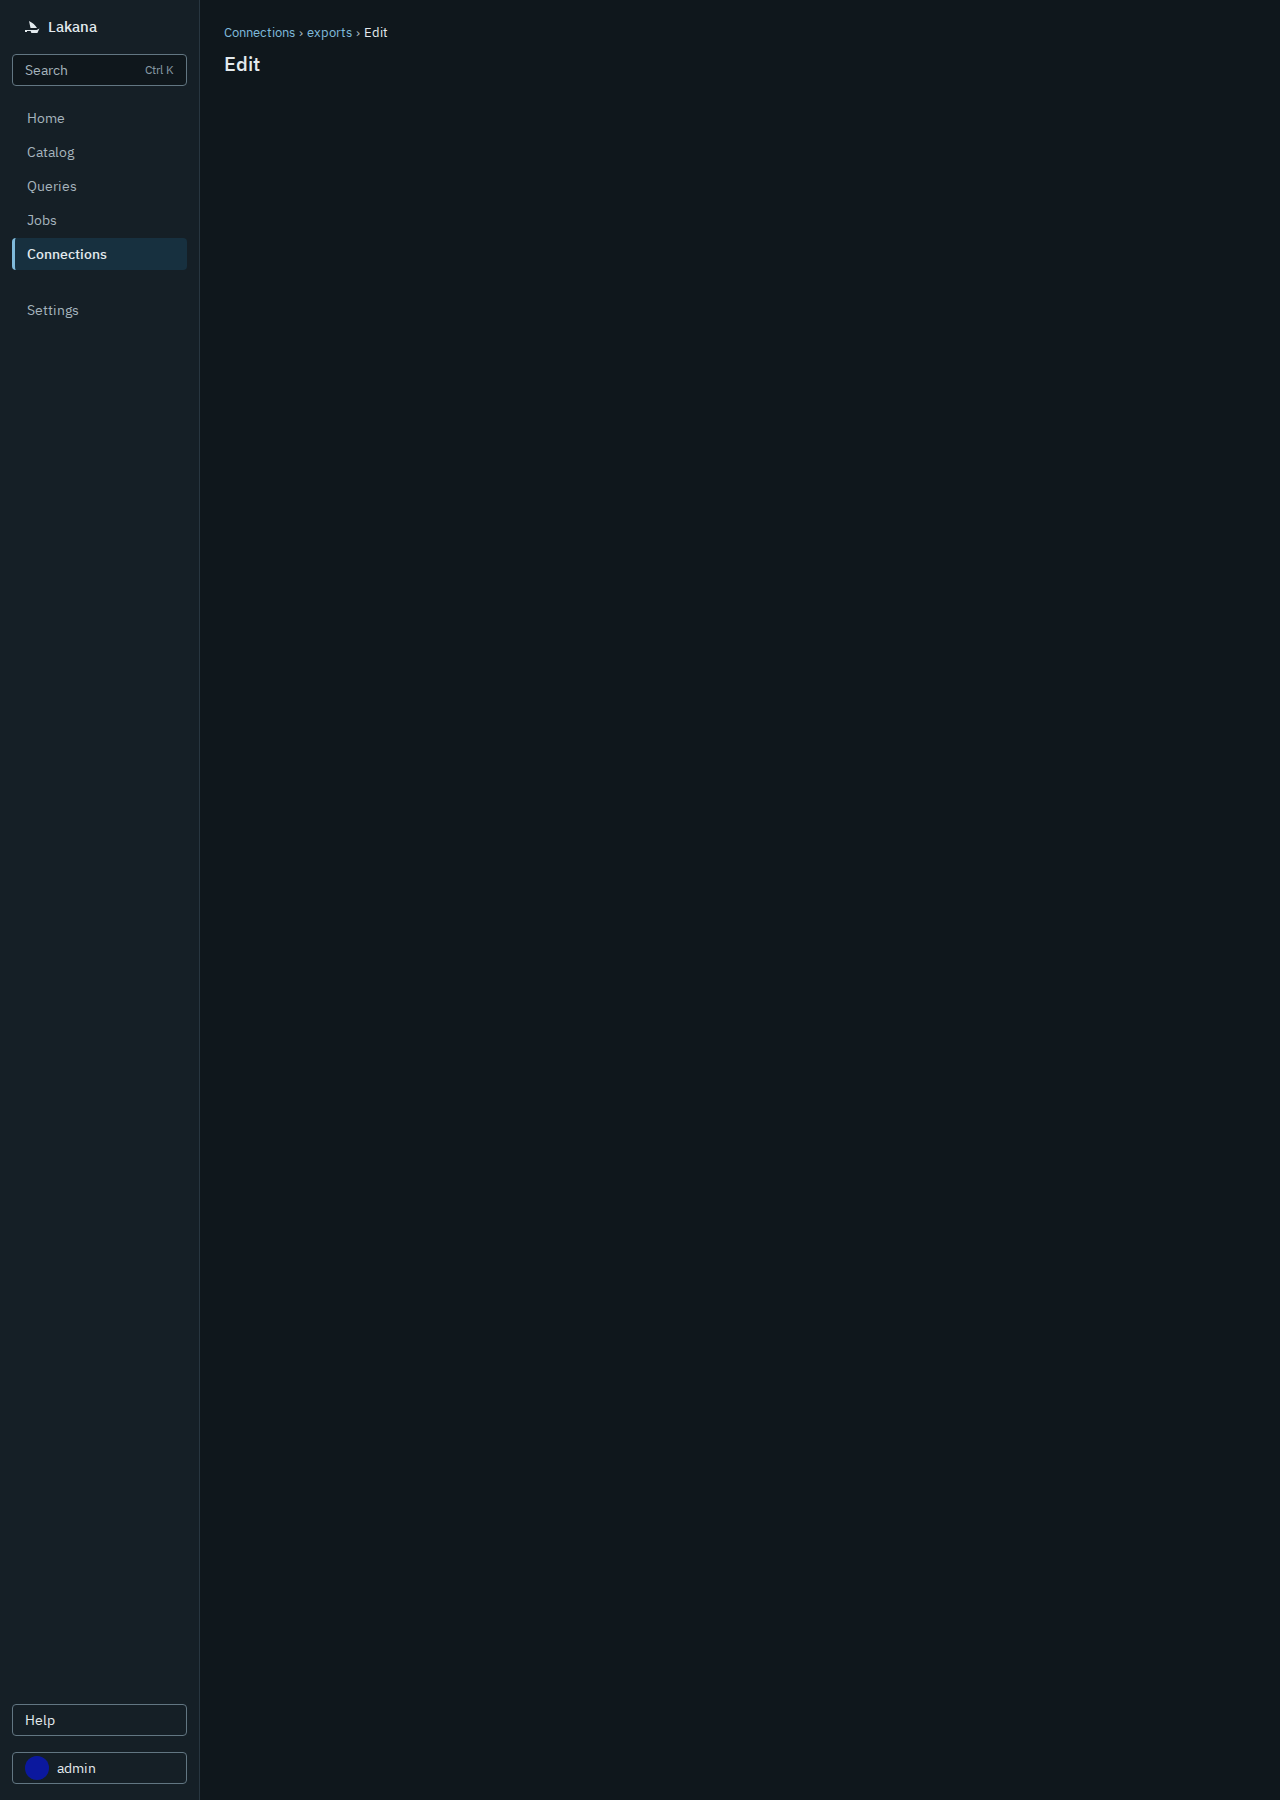 Lakana
Search Ctrl K
Home
Catalog
Queries
Jobs
Connections
Settings
Help
admin
Connections › exports › Edit
Edit